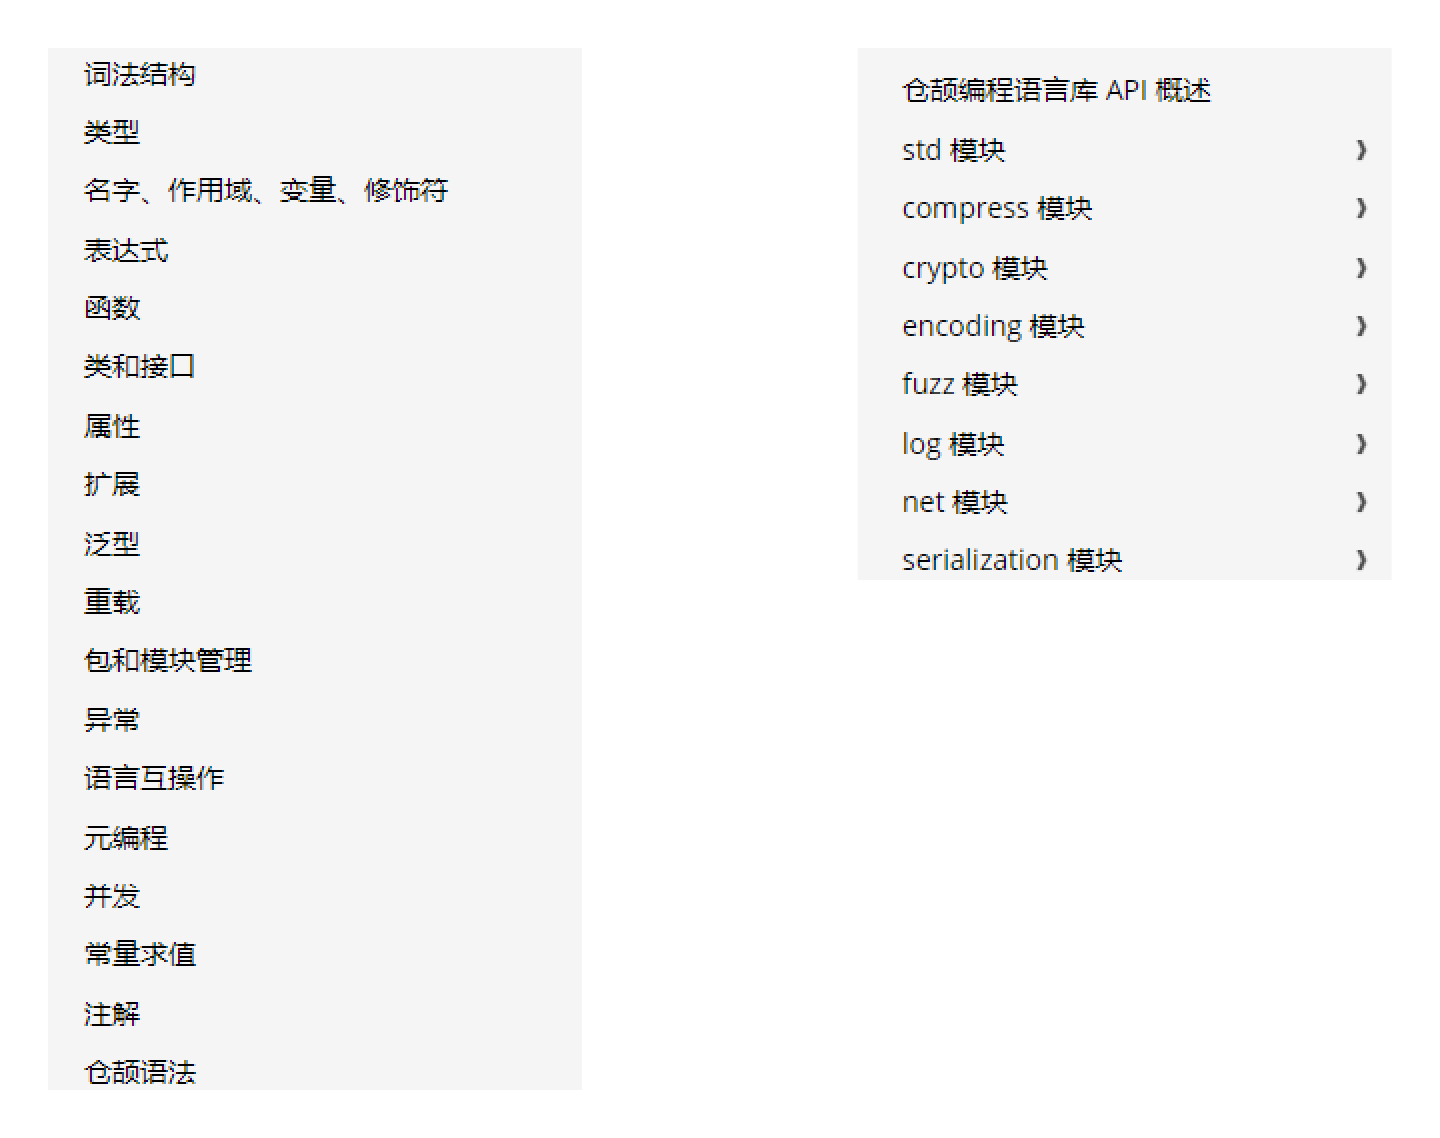 词法结构
类型
名字、作用域、变量、修饰符
表达式
函数
类和接口
属性
扩展
泛型
重载
包和模块管理
异常
语言互操作
元编程
并发
常量求值
注解
仓颉语法
仓颉编程语言库 API 概述
std 模块
compress 模块
crypto 模块
encoding 模块
fuzz 模块
log 模块
net 模块
serialization 模块